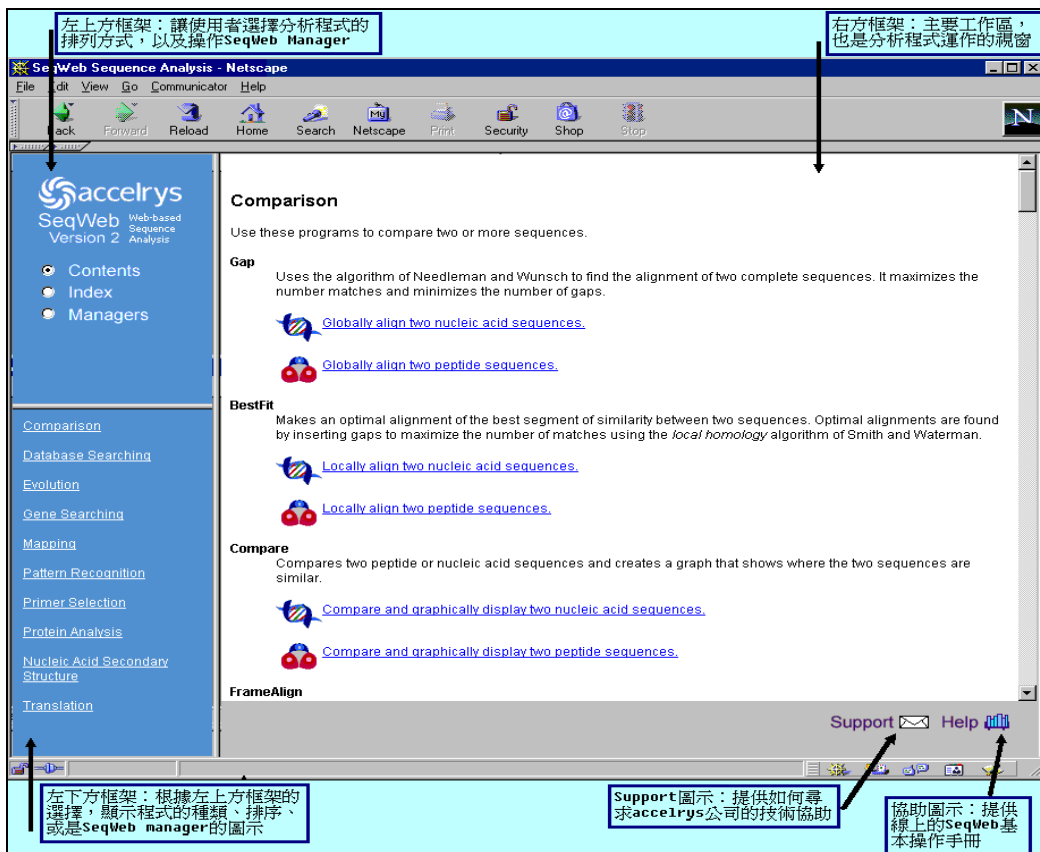 左上方框架：讓使用者選擇分析程式的
排列方式，以及操作SeqWeb Manager
右方框架：主要工作區，
也是分析程式運作的視窗
SeqWeb Sequence Analysis - Netscape
File Edit View Go Communicator Help
Back Forward Reload Home Search Netscape Print Security Shop Stop
My
N
accelrys
SeqWeb
Version 2
Web-based
Sequence
Analysis
Contents
Index
Managers
Comparison
Database Searching
Evolution
Gene Searching
Mapping
Pattern Recognition
Primer Selection
Protein Analysis
Nucleic Acid Secondary
Structure
Translation
Comparison
Use these programs to compare two or more sequences.
Gap
Uses the algorithm of Needleman and Wunsch to find the alignment of two complete sequences. It maximizes the
number matches and minimizes the number of gaps.
Globally align two nucleic acid sequences.
Globally align two peptide sequences.
BestFit
Makes an optimal alignment of the best segment of similarity between two sequences. Optimal alignments are found
by inserting gaps to maximize the number of matches using the local homology algorithm of Smith and Waterman.
Locally align two nucleic acid sequences.
Locally align two peptide sequences.
Compare
Compares two peptide or nucleic acid sequences and creates a graph that shows where the two sequences are
similar.
Compare and graphically display two nucleic acid sequences.
Compare and graphically display two peptide sequences.
FrameAlign
Support Help
左下方框架：根據左上方框架的
選擇，顯示程式的種類、排序、
或是SeqWeb manager的圖示
Support圖示：提供如何尋
求accelrys公司的技術協助
協助圖示：提供
線上的SeqWeb基
本操作手冊